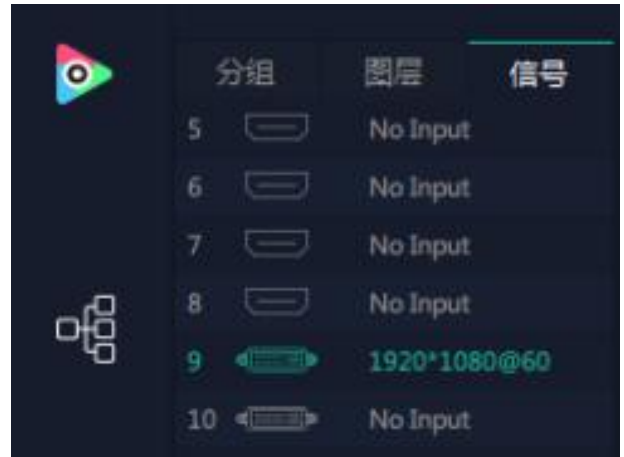 分组 图层 信号
5 No Input
6 No Input
7 No Input
8 No Input
9 1920*1080@60
10 No Input